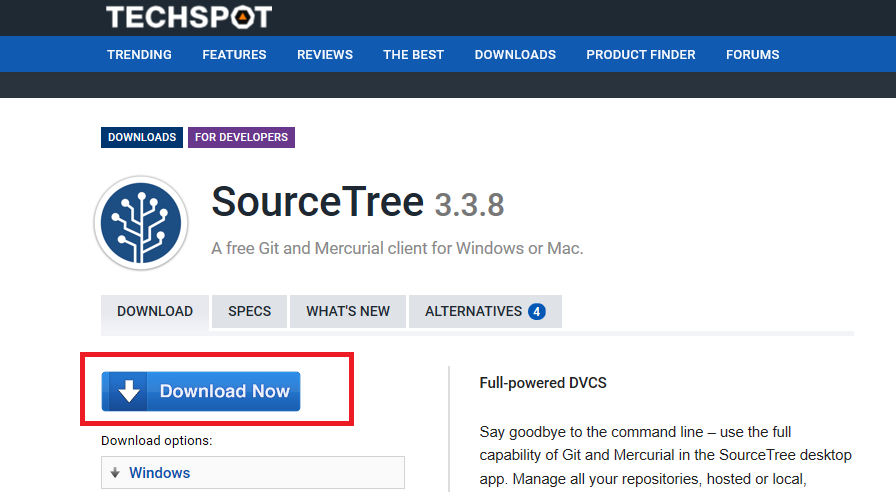 TECHSPOT
TRENDING FEATURES REVIEWS THE BEST DOWNLOADS PRODUCT FINDER FORUMS
DOWNLOADS FOR DEVELOPERS
SourceTree 3.3.8
A free Git and Mercurial client for Windows or Mac.
DOWNLOAD SPECS WHAT'S NEW ALTERNATIVES 4
Download Now
Download options:
Windows
Full-powered DVCS
Say goodbye to the command line – use the full
capability of Git and Mercurial in the SourceTree desktop
app. Manage all your repositories, hosted or local,